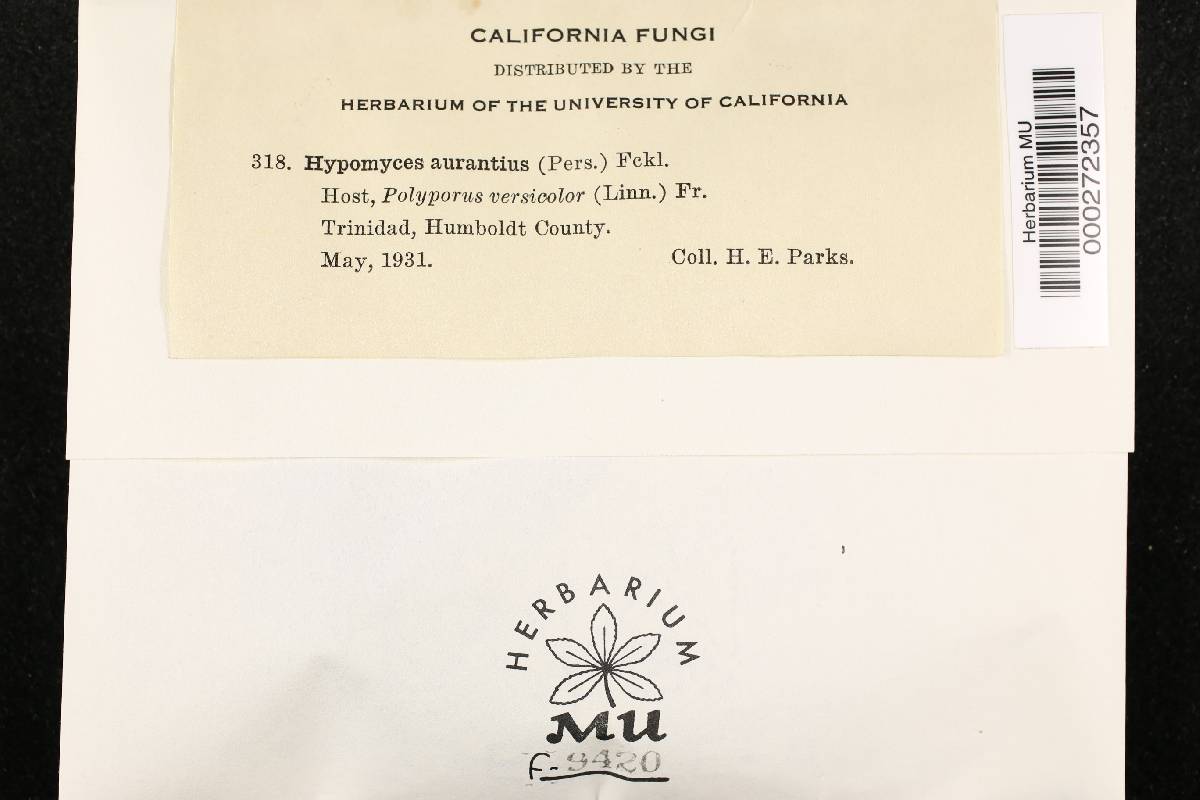 CALIFORNIA FUNGI
DISTRIBUTED BY THE
HERBARIUM OF THE UNIVERSITY OF CALIFORNIA
318. Hypomyces aurantius (Pers.) Fckl.
Host, Polyporus versicolor (Linn.) Fr.
Trinidad, Humboldt County.
May, 1931. Coll. H. E. Parks.
Herbarium MU
000272357
HERBARIUM
MU
F-9420